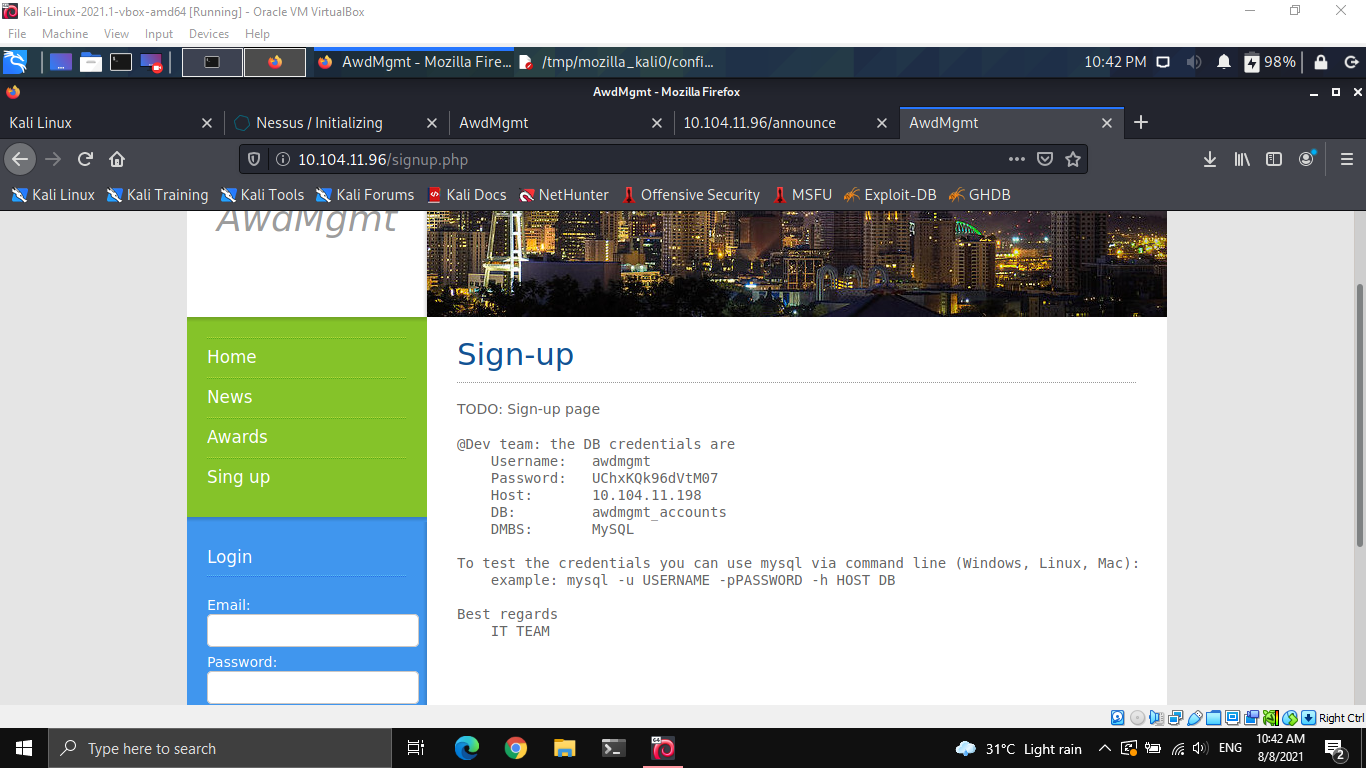 Kali-Linux-2021.1-vbox-amd64 [Running] - Oracle VM VirtualBox
File Machine View Input Devices Help
AwdMgmt - Mozilla Fire... /tmp/mozilla_kali0/confi... 10:42 PM 98%
AwdMgmt - Mozilla Firefox
Kali Linux Nessus / Initializing AwdMgmt 10.104.11.96/announce AwdMgmt
10.104.11.96/signup.php
Kali Linux Kali Training Kali Tools Kali Forums Kali Docs NetHunter Offensive Security MSFU Exploit-DB GHDB
AwdMgmt
Home
News
Awards
Sing up
Login
Email:
Password:
Sign-up
TODO: Sign-up page
@Dev team: the DB credentials are
Username: awdmgmt
Password: UChxKQk96dVtM07
Host: 10.104.11.198
DB: awdmgmt_accounts
DMBS: MySQL
To test the credentials you can use mysql via command line (Windows, Linux, Mac):
example: mysql -u USERNAME -pPASSWORD -h HOST DB
Best regards
IT TEAM
Right Ctrl
Type here to search
31°C Light rain
ENG
10:42 AM
8/8/2021
2